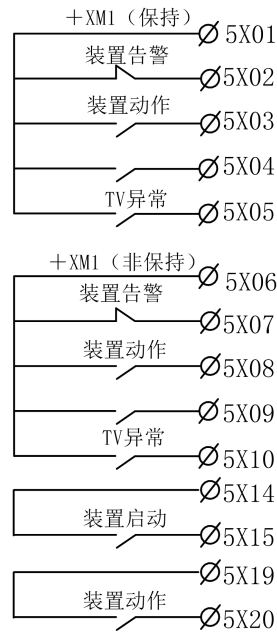 ＋XM1（保持）
5X01
装置告警
5X02
装置动作
5X03
5X04
TV异常
5X05
＋XM1（非保持）
5X06
装置告警
5X07
装置动作
5X08
5X09
TV异常
5X10
5X14
装置启动
5X15
5X19
装置动作
5X20